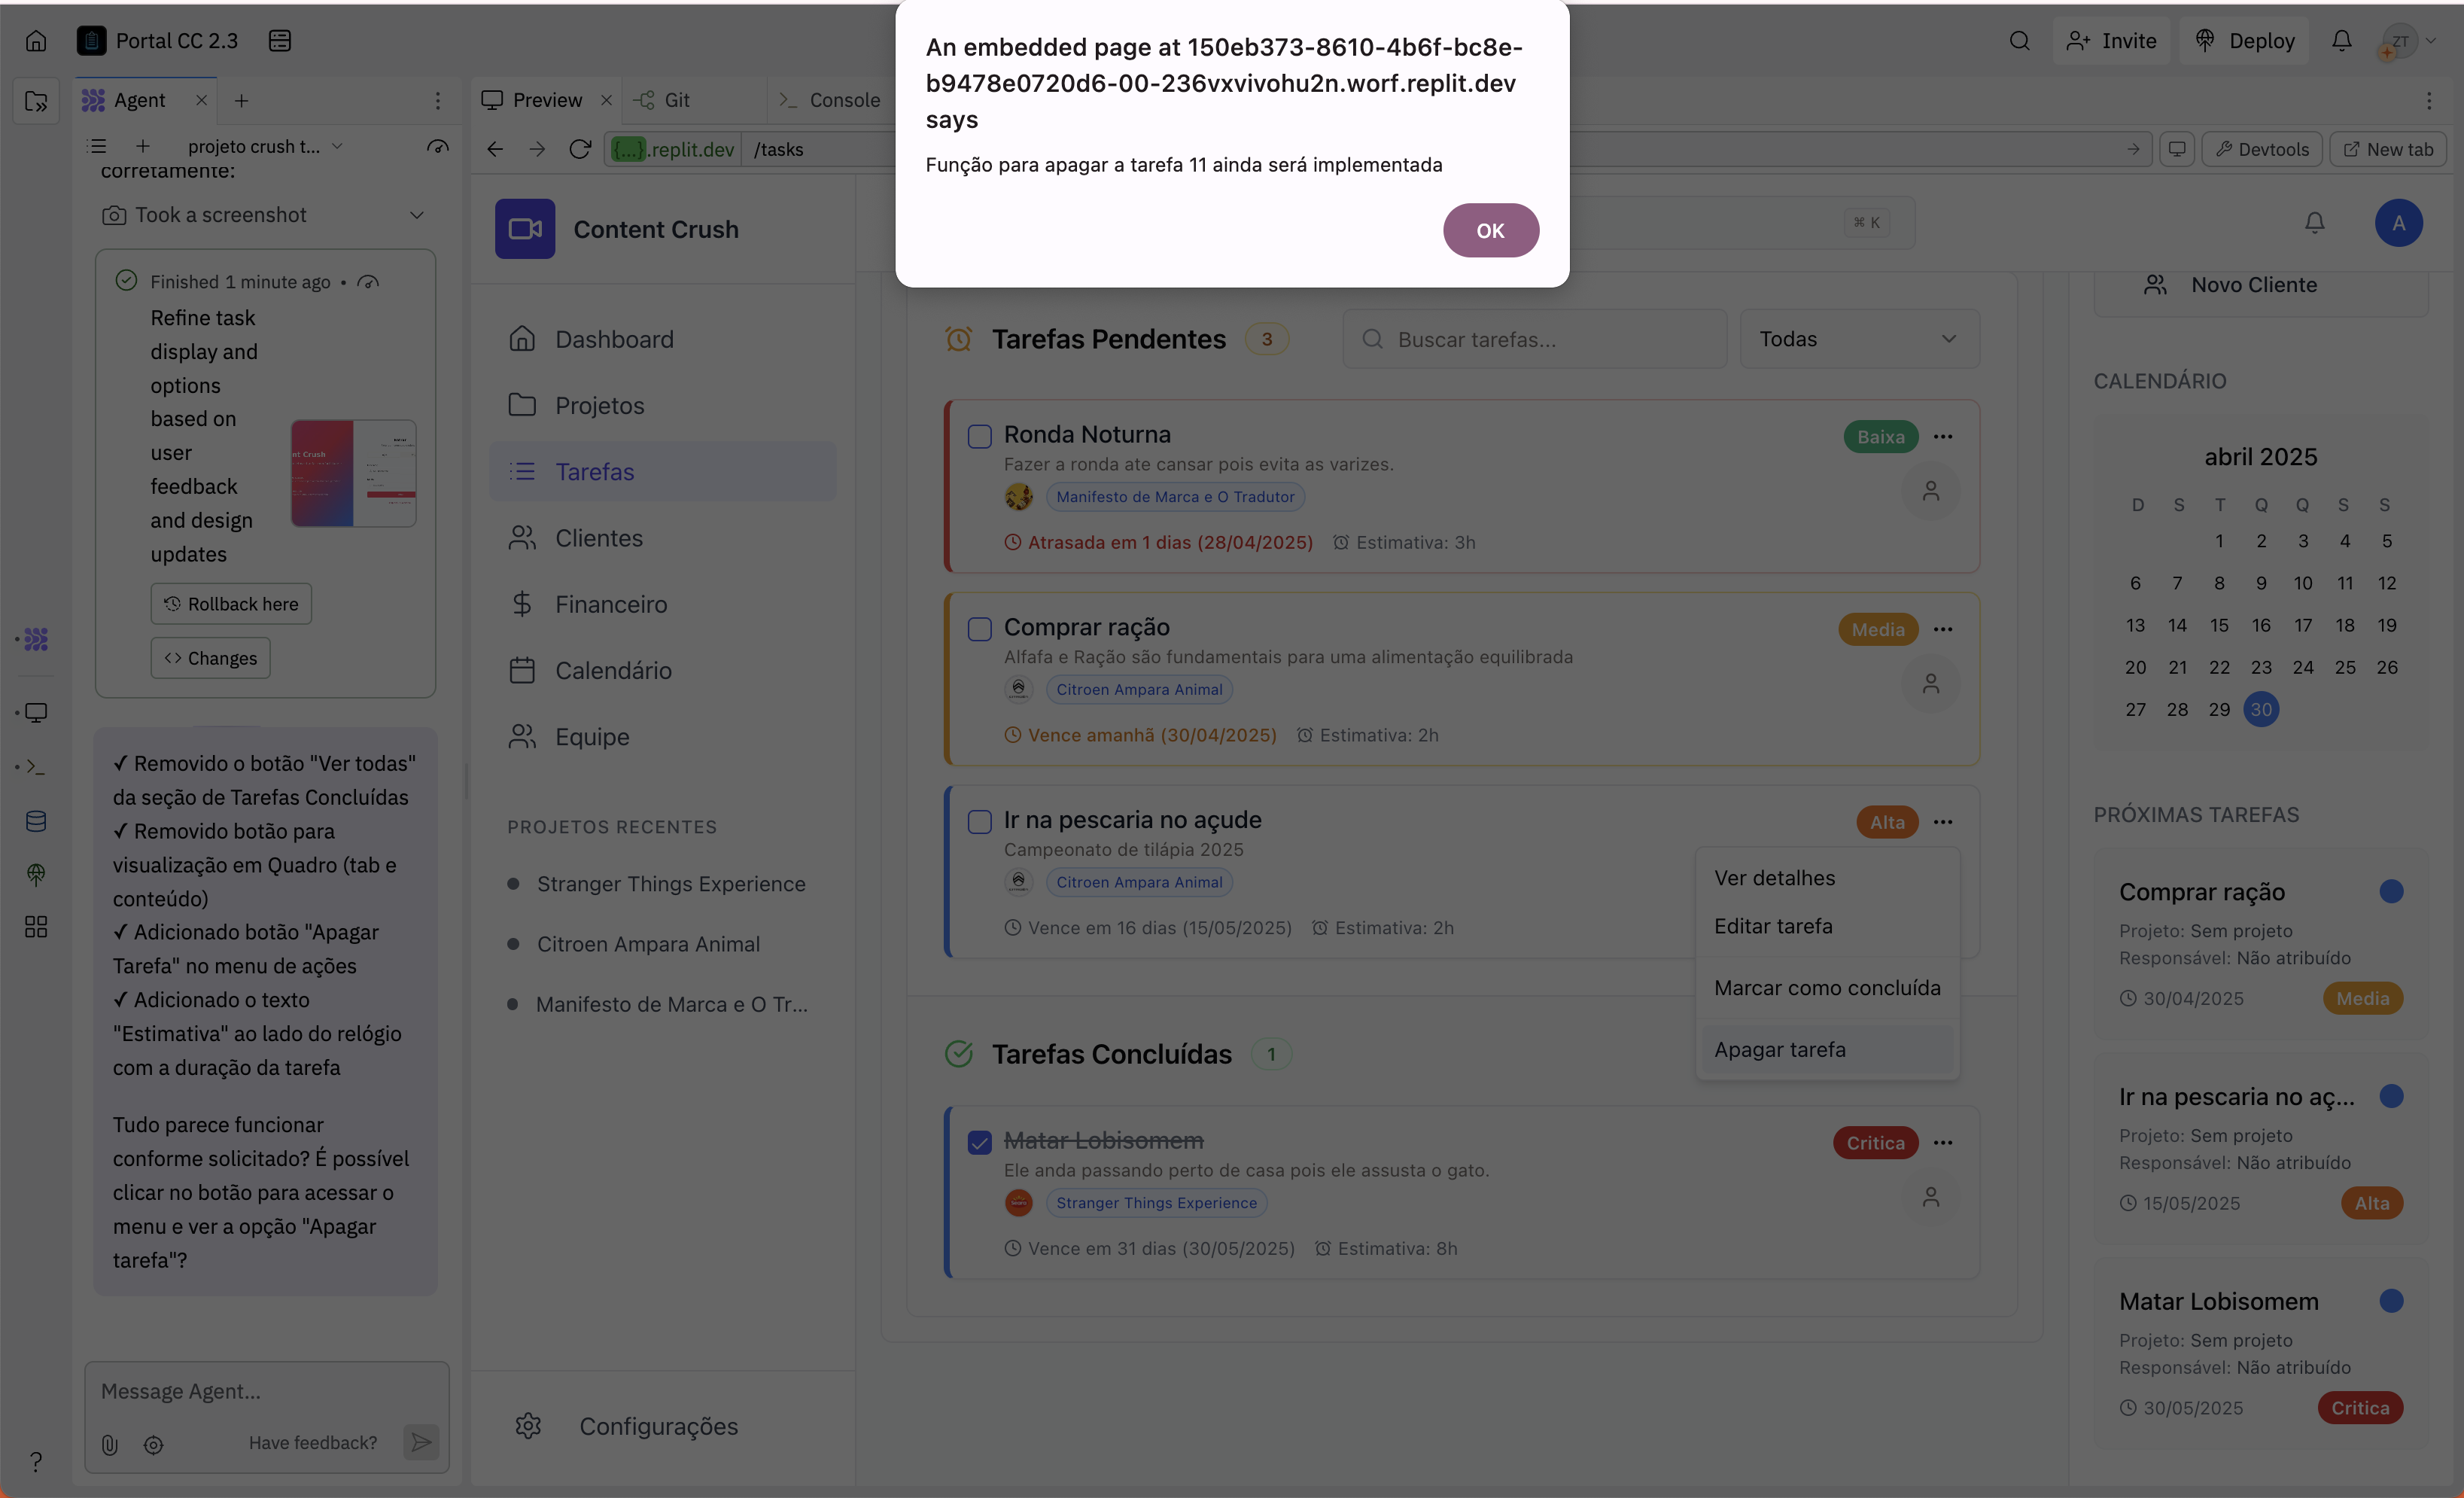 An embedded page at 150eb373-8610-4b6f-bc8e-
b9478e0720d6-00-236vxvivohu2n.worf.replit.dev
says
Função para apagar a tarefa 11 ainda será implementada
OK
Portal CC 2.3
Invite
Deploy
ZT
Agent
projeto crush t...
corretamente:
Took a screenshot
Finished 1 minute ago •
Refine task
display and
options
based on
user
feedback
and design
updates
Rollback here
<> Changes
✓ Removido o botão "Ver todas"
da seção de Tarefas Concluídas
✓ Removido botão para
visualização em Quadro (tab e
conteúdo)
✓ Adicionado botão "Apagar
Tarefa" no menu de ações
✓ Adicionado o texto
"Estimativa" ao lado do relógio
com a duração da tarefa
Tudo parece funcionar
conforme solicitado? É possível
clicar no botão para acessar o
menu e ver a opção "Apagar
tarefa"?
Message Agent...
Have feedback?
?
Preview
Git
Console
{...}.replit.dev
/tasks
Devtools
New tab
Content Crush
Dashboard
Projetos
Tarefas
Clientes
Financeiro
Calendário
Equipe
PROJETOS RECENTES
Stranger Things Experience
Citroen Ampara Animal
Manifesto de Marca e O Tr...
Configurações
⌘ K
A
Tarefas Pendentes
3
Buscar tarefas...
Todas
Ronda Noturna
Baixa
Fazer a ronda ate cansar pois evita as varizes.
Manifesto de Marca e O Tradutor
Atrasada em 1 dias (28/04/2025)
Estimativa: 3h
Comprar ração
Media
Alfafa e Ração são fundamentais para uma alimentação equilibrada
Citroen Ampara Animal
Vence amanhã (30/04/2025)
Estimativa: 2h
Ir na pescaria no açude
Alta
Campeonato de tilápia 2025
Citroen Ampara Animal
Vence em 16 dias (15/05/2025)
Estimativa: 2h
Ver detalhes
Editar tarefa
Marcar como concluída
Apagar tarefa
Tarefas Concluídas
1
Matar Lobisomem
Critica
Ele anda passando perto de casa pois ele assusta o gato.
Stranger Things Experience
Vence em 31 dias (30/05/2025)
Estimativa: 8h
Novo Cliente
CALENDÁRIO
abril 2025
D S T Q Q S S
1 2 3 4 5
6 7 8 9 10 11 12
13 14 15 16 17 18 19
20 21 22 23 24 25 26
27 28 29 30
PRÓXIMAS TAREFAS
Comprar ração
Projeto: Sem projeto
Responsável: Não atribuído
30/04/2025
Media
Ir na pescaria no aç...
Projeto: Sem projeto
Responsável: Não atribuído
15/05/2025
Alta
Matar Lobisomem
Projeto: Sem projeto
Responsável: Não atribuído
30/05/2025
Critica